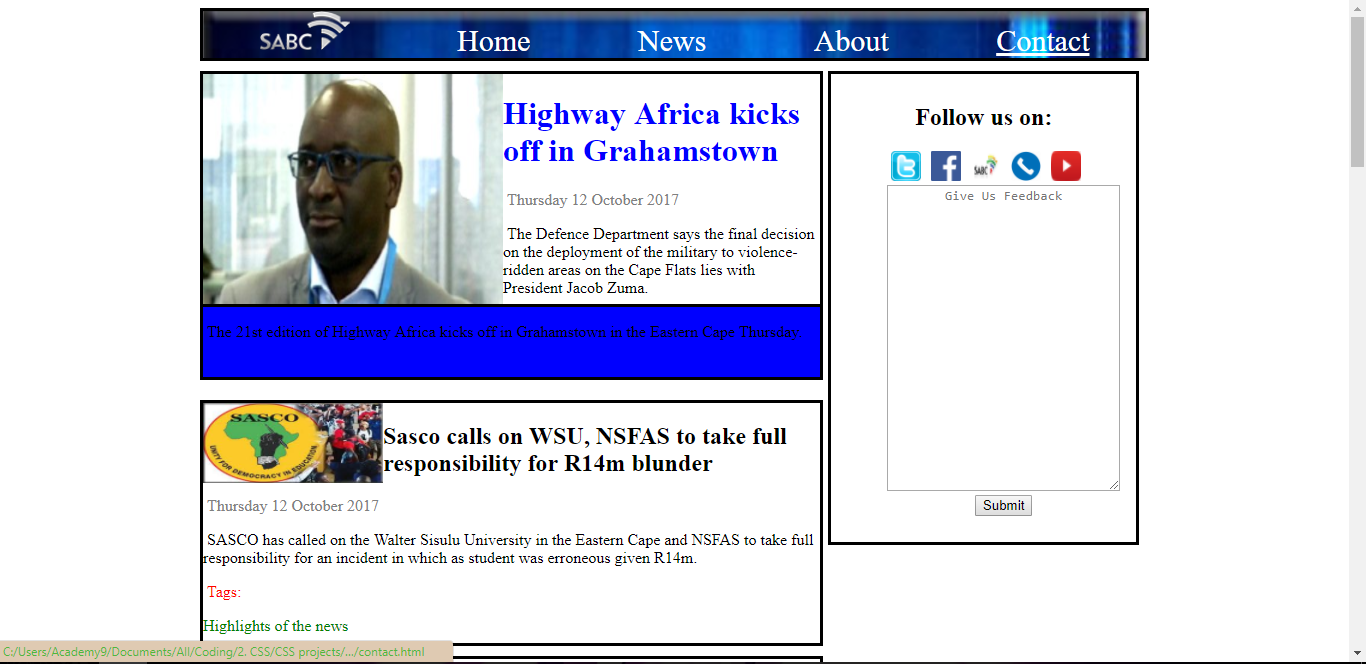 SABC Home News About Contact
Highway Africa kicks
off in Grahamstown
Thursday 12 October 2017
The Defence Department says the final decision
on the deployment of the military to violence-
ridden areas on the Cape Flats lies with
President Jacob Zuma.
The 21st edition of Highway Africa kicks off in Grahamstown in the Eastern Cape Thursday.
SASCO
UNITY FOR DEMOCRACY IN EDUCATION
Sasco calls on WSU, NSFAS to take full
responsibility for R14m blunder
Thursday 12 October 2017
SASCO has called on the Walter Sisulu University in the Eastern Cape and NSFAS to take full
responsibility for an incident in which as student was erroneous given R14m.
Tags:
Highlights of the news
Follow us on:
SABC
Give Us Feedback
Submit
C:/Users/Academy9/Documents/All/Coding/2. CSS/CSS projects/.../contact.html